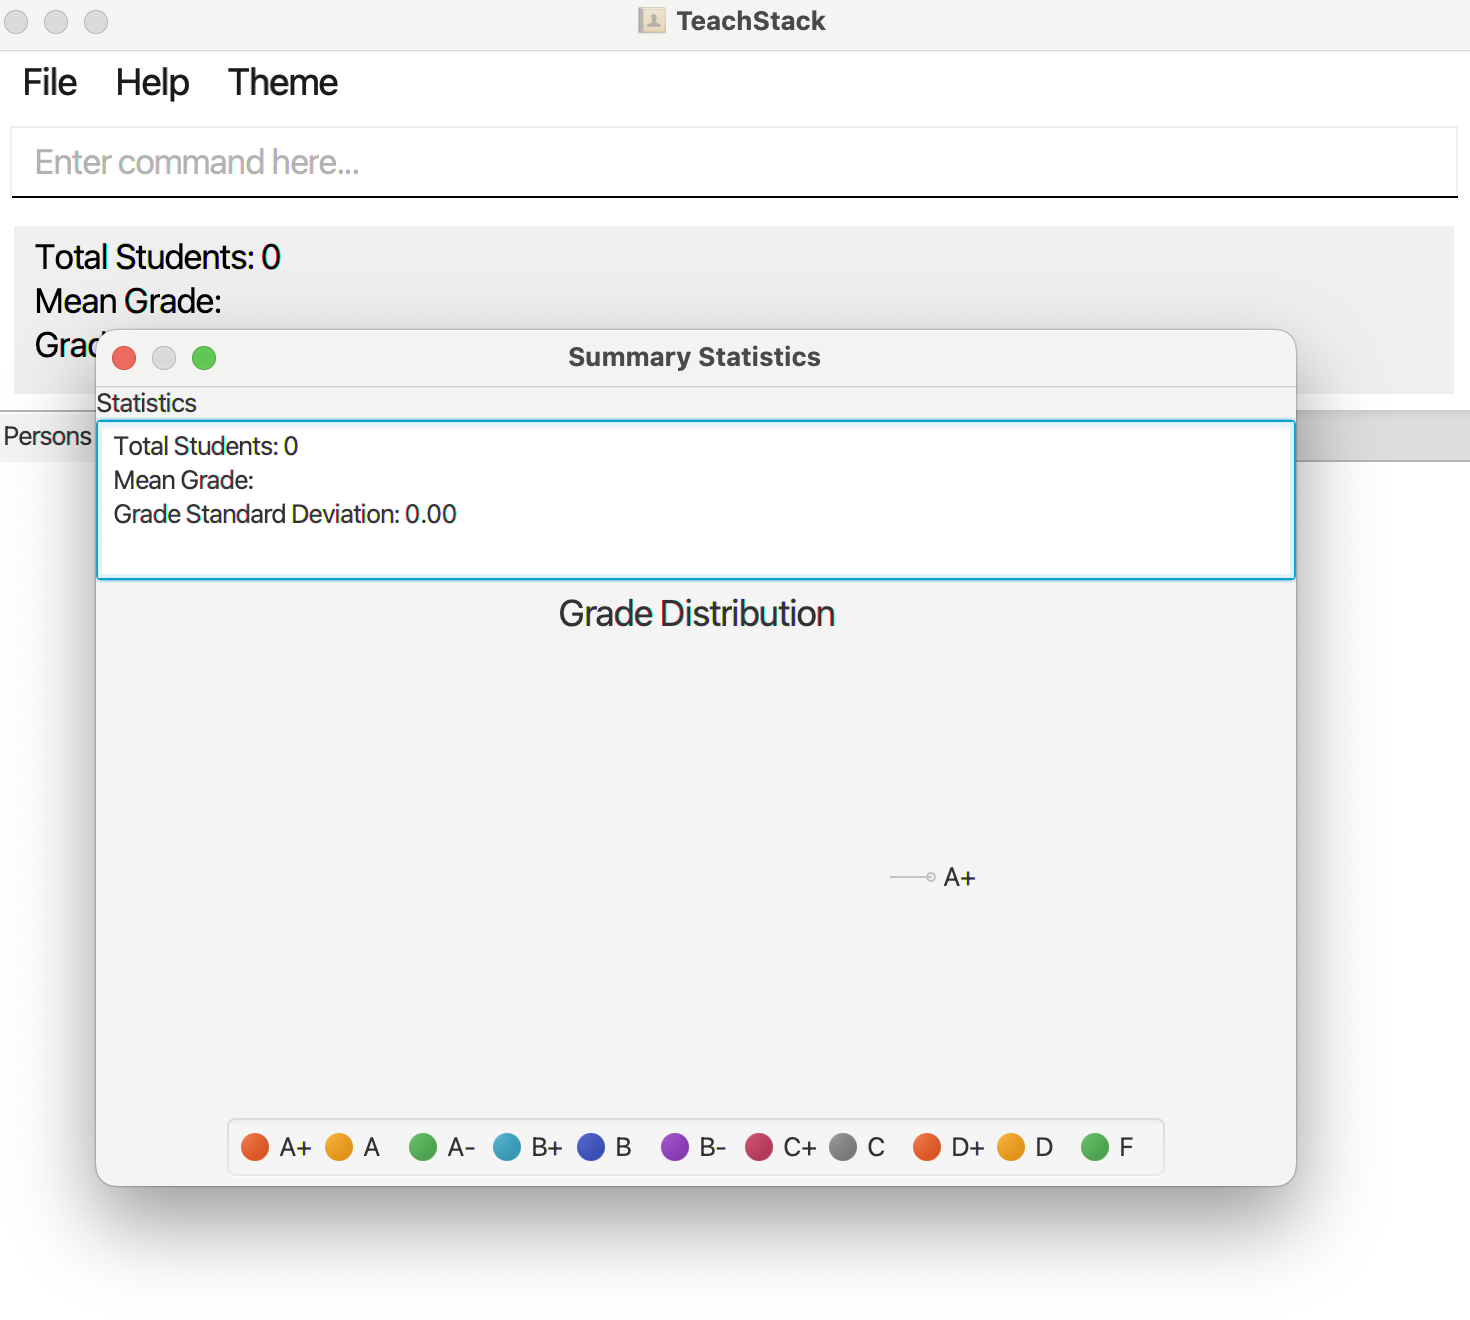 TeachStack
File Help Theme
Enter command here...
Total Students: 0
Mean Grade:
Grad
Persons
Summary Statistics
Statistics
Total Students: 0
Mean Grade:
Grade Standard Deviation: 0.00
Grade Distribution
A+
A+ A A- B+ B B- C+ C D+ D F